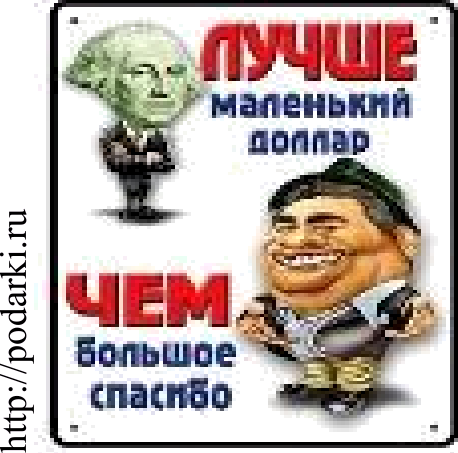 ЛУЧШЕ
маленький
доллар
ЧЕМ
большое
спасибо
http://podarki.ru